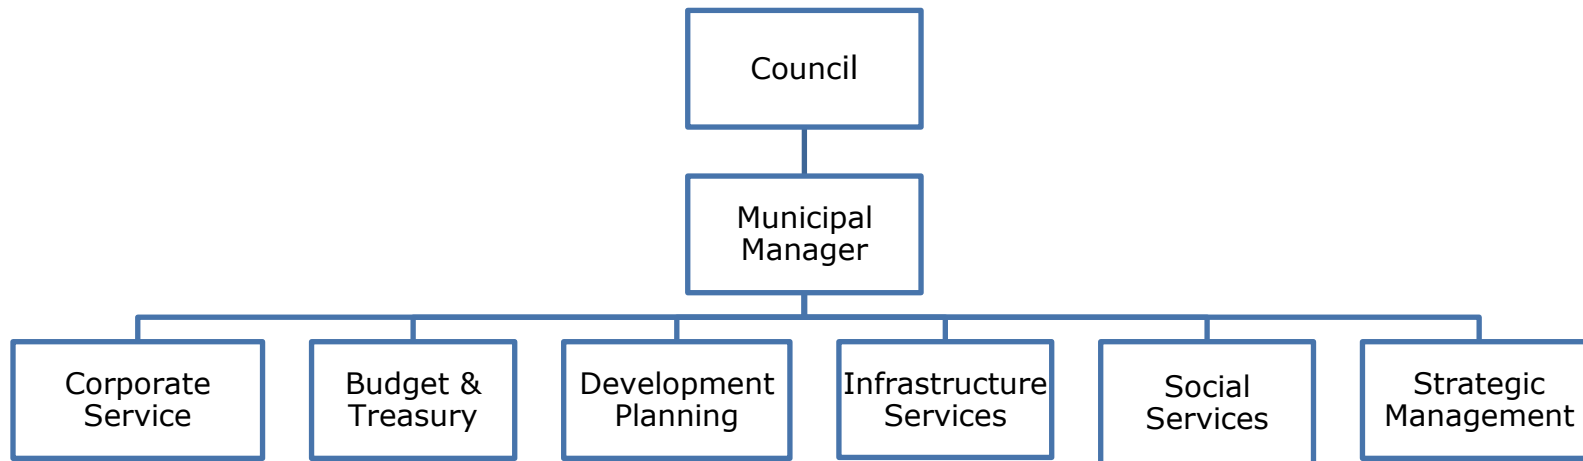 Council
Municipal
Manager
Corporate
Service
Budget &
Treasury
Development
Planning
Infrastructure
Services
Social
Services
Strategic
Management